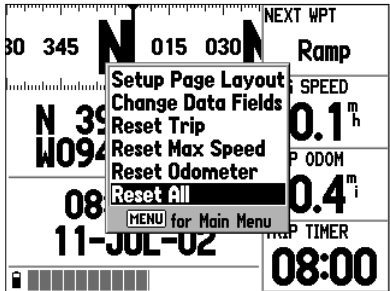 NEXT WPT
30 345 N 015 030 N
Ramp
Setup Page Layout
SPEED
Change Data Fields
N 39
0.1 mh
Reset Trip
W094
Reset Max Speed
ODOM
Reset Odometer
0.4 mi
Reset All
08
MENU for Main Menu
TRIP TIMER
11-JUL-02
08:00